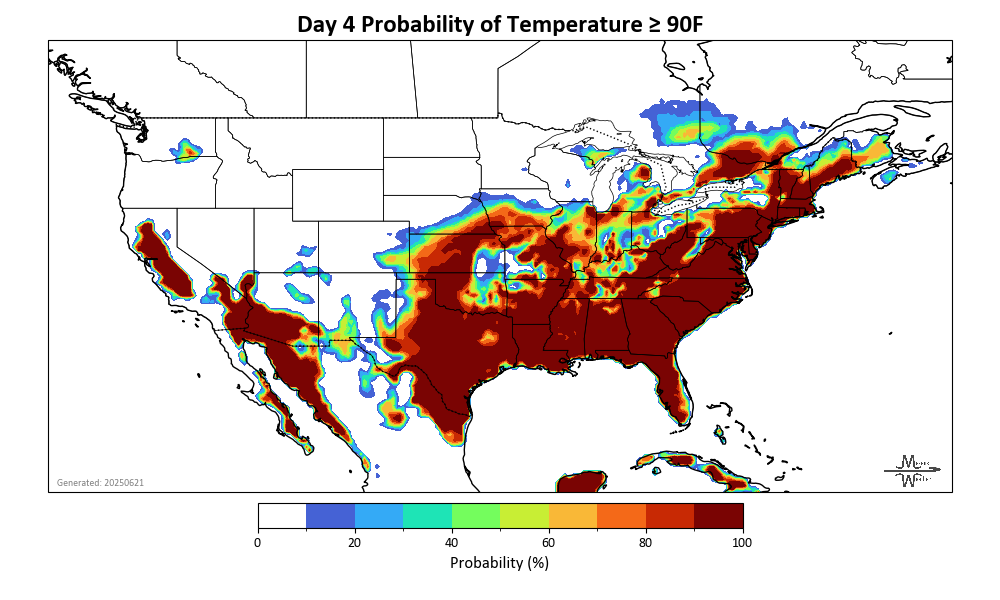 Day 4 Probability of Temperature ≥ 90F
Generated: 20250621
0 20 40 60 80 100
Probability (%)